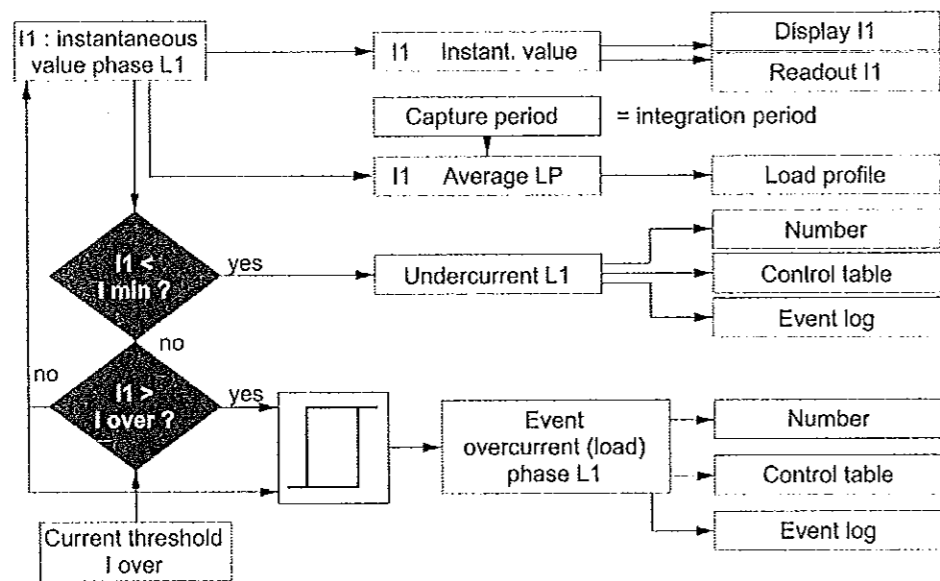 I1 : instantaneous
value phase L1
I1 Instant. value
Display I1
Readout I1
Capture period
= integration period
I1 Average LP
Load profile
I1 <
I min ?
yes
Undercurrent L1
Number
Control table
Event log
no
no
I1 >
I over ?
yes
Event
overcurrent (load)
phase L1
Number
Control table
Event log
Current threshold
I over